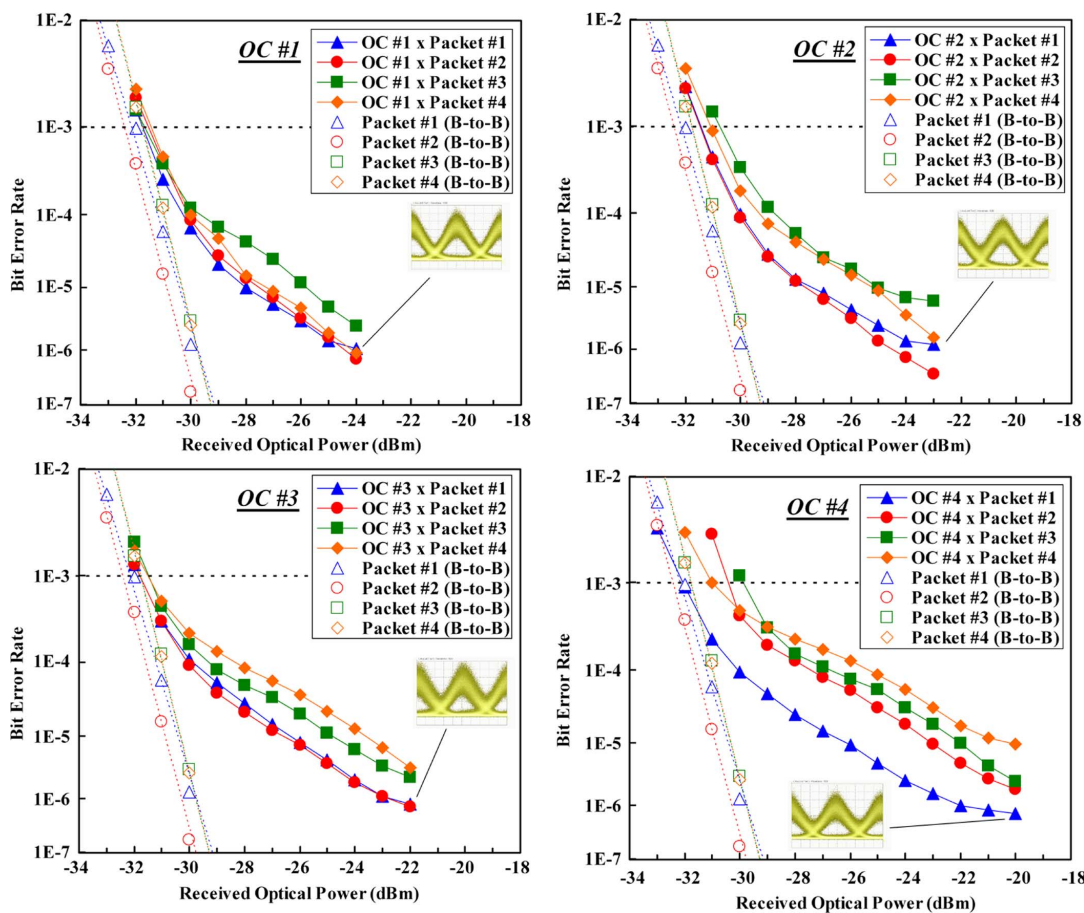 OC #1
OC #1 x Packet #1
OC #1 x Packet #2
OC #1 x Packet #3
OC #1 x Packet #4
Packet #1 (B-to-B)
Packet #2 (B-to-B)
Packet #3 (B-to-B)
Packet #4 (B-to-B)
Bit Error Rate
1E-2
1E-3
1E-4
1E-5
1E-6
1E-7
-34 -32 -30 -28 -26 -24 -22 -20 -18
Received Optical Power (dBm)
OC #2
OC #2 x Packet #1
OC #2 x Packet #2
OC #2 x Packet #3
OC #2 x Packet #4
Packet #1 (B-to-B)
Packet #2 (B-to-B)
Packet #3 (B-to-B)
Packet #4 (B-to-B)
Bit Error Rate
1E-2
1E-3
1E-4
1E-5
1E-6
1E-7
-34 -32 -30 -28 -26 -24 -22 -20 -18
Received Optical Power (dBm)
OC #3
OC #3 x Packet #1
OC #3 x Packet #2
OC #3 x Packet #3
OC #3 x Packet #4
Packet #1 (B-to-B)
Packet #2 (B-to-B)
Packet #3 (B-to-B)
Packet #4 (B-to-B)
Bit Error Rate
1E-2
1E-3
1E-4
1E-5
1E-6
1E-7
-34 -32 -30 -28 -26 -24 -22 -20 -18
Received Optical Power (dBm)
OC #4
OC #4 x Packet #1
OC #4 x Packet #2
OC #4 x Packet #3
OC #4 x Packet #4
Packet #1 (B-to-B)
Packet #2 (B-to-B)
Packet #3 (B-to-B)
Packet #4 (B-to-B)
Bit Error Rate
1E-2
1E-3
1E-4
1E-5
1E-6
1E-7
-34 -32 -30 -28 -26 -24 -22 -20 -18
Received Optical Power (dBm)